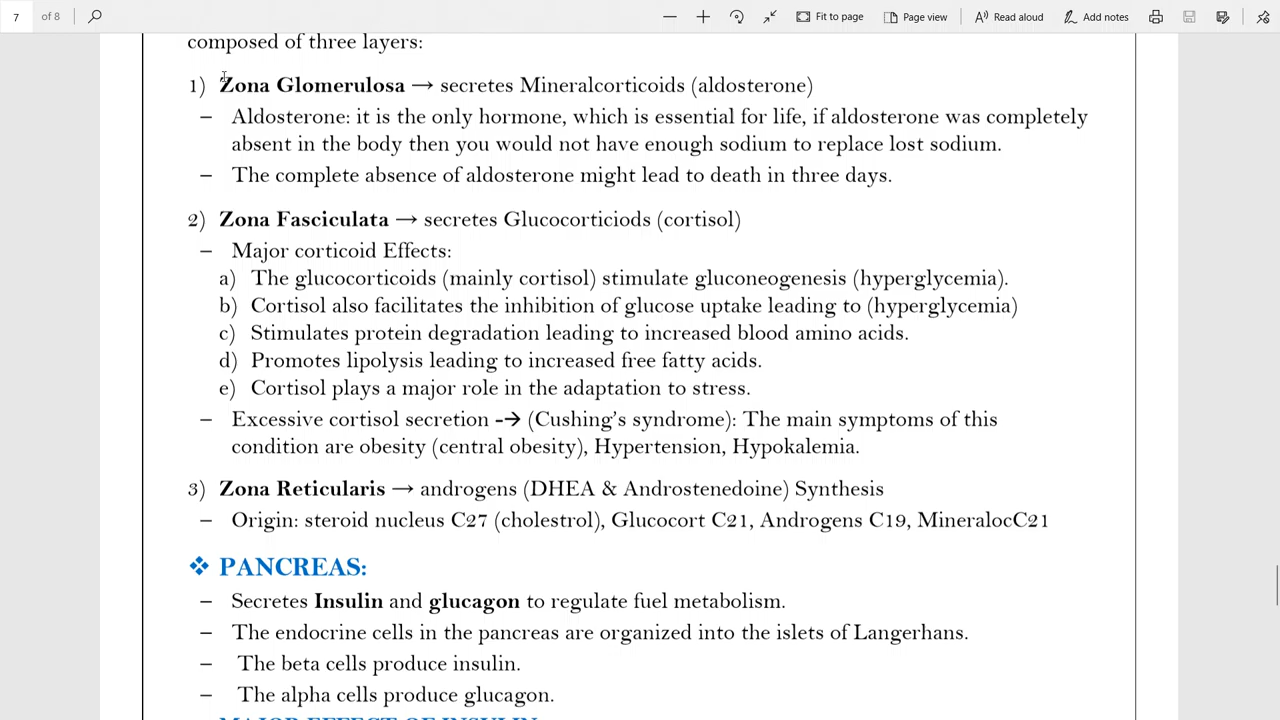 7 of 8 Fit to page Page view Read aloud Add notes
composed of three layers:
1) Zona Glomerulosa → secretes Mineralcorticoids (aldosterone)
– Aldosterone: it is the only hormone, which is essential for life, if aldosterone was completely
absent in the body then you would not have enough sodium to replace lost sodium.
– The complete absence of aldosterone might lead to death in three days.
2) Zona Fasciculata → secretes Glucocorticiods (cortisol)
– Major corticoid Effects:
a) The glucocorticoids (mainly cortisol) stimulate gluconeogenesis (hyperglycemia).
b) Cortisol also facilitates the inhibition of glucose uptake leading to (hyperglycemia)
c) Stimulates protein degradation leading to increased blood amino acids.
d) Promotes lipolysis leading to increased free fatty acids.
e) Cortisol plays a major role in the adaptation to stress.
– Excessive cortisol secretion -→ (Cushing's syndrome): The main symptoms of this
condition are obesity (central obesity), Hypertension, Hypokalemia.
3) Zona Reticularis → androgens (DHEA & Androstenedoine) Synthesis
– Origin: steroid nucleus C27 (cholestrol), Glucocort C21, Androgens C19, MineralocC21
❖ PANCREAS:
– Secretes Insulin and glucagon to regulate fuel metabolism.
– The endocrine cells in the pancreas are organized into the islets of Langerhans.
– The beta cells produce insulin.
– The alpha cells produce glucagon.
MAJOR EFFECT OF INSULIN